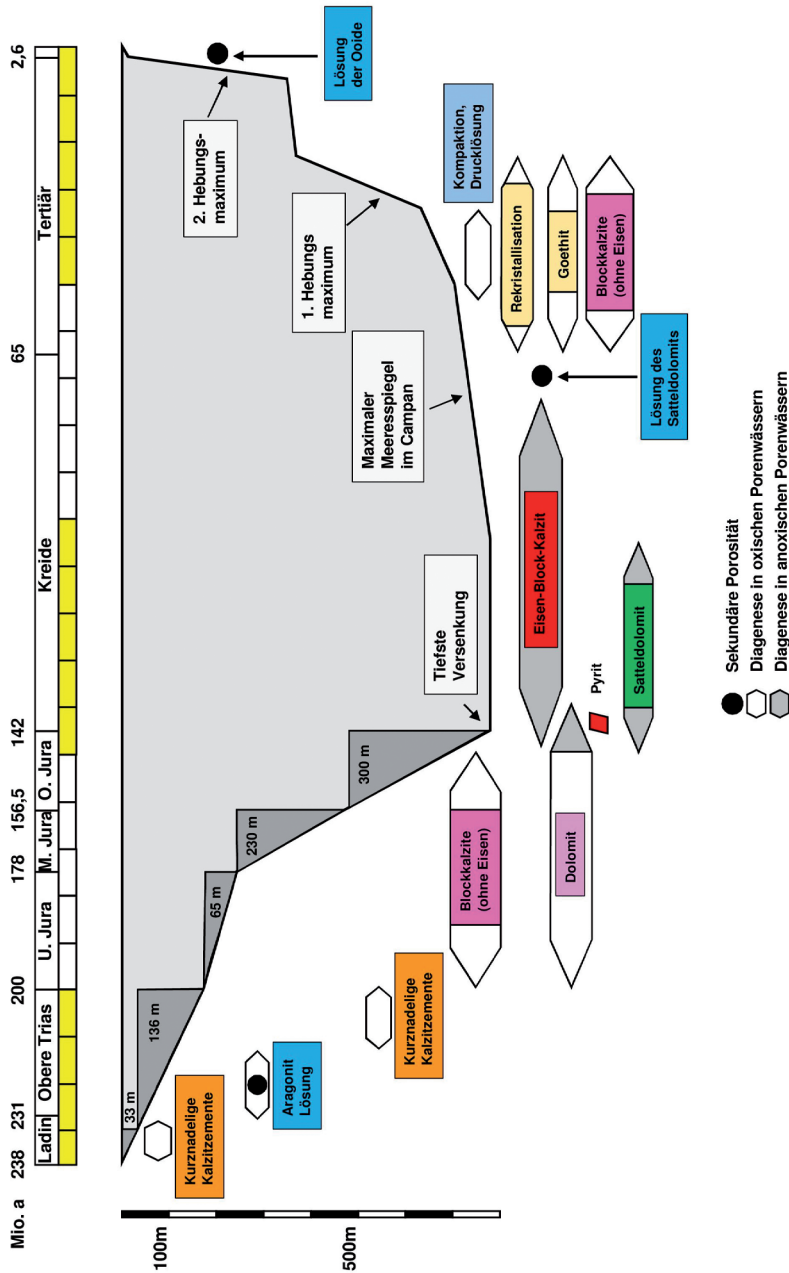 Mio. a
238
231
200
178
156,5
142
65
2,6
Ladin
Obere Trias
U. Jura
M. Jura
O. Jura
Kreide
Tertiär
100m
500m
33 m
136 m
65 m
230 m
300 m
Tiefste
Versenkung
Maximaler
Meeresspiegel
im Campan
1. Hebungs
maximum
2. Hebungs-
maximum
Kurznadelige
Kalzitzemente
Aragonit
Lösung
Kurznadelige
Kalzitzemente
Blockkalzite
(ohne Eisen)
Dolomit
Pyrit
Eisen-Block-Kalzit
Satteldolomit
Lösung des
Satteldolomits
Kompaktion,
Drucklösung
Rekristallisation
Goethit
Blockkalzite
(ohne Eisen)
Lösung
der Ooide
Sekundäre Porosität
Diagenese in oxischen Porenwässern
Diagenese in anoxischen Porenwässern